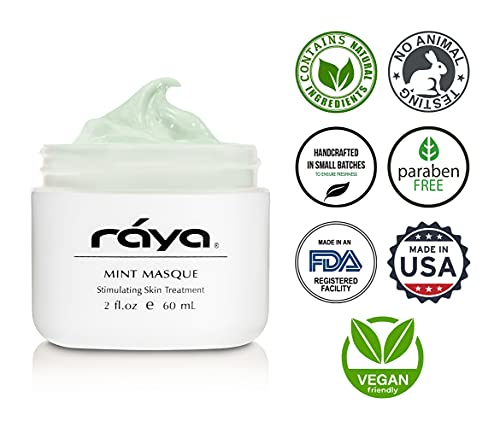 ráya®
MINT MASQUE
Stimulating Skin Treatment
2 fl.oz e 60 mL
CONTAINS NATURAL
INGREDIENTS
NO ANIMAL
TESTING
HANDCRAFTED
IN SMALL BATCHES
TO ENSURE FRESHNESS
paraben
FREE
MADE IN AN
FDA
REGISTERED
FACILITY
MADE IN
USA
VEGAN
friendly